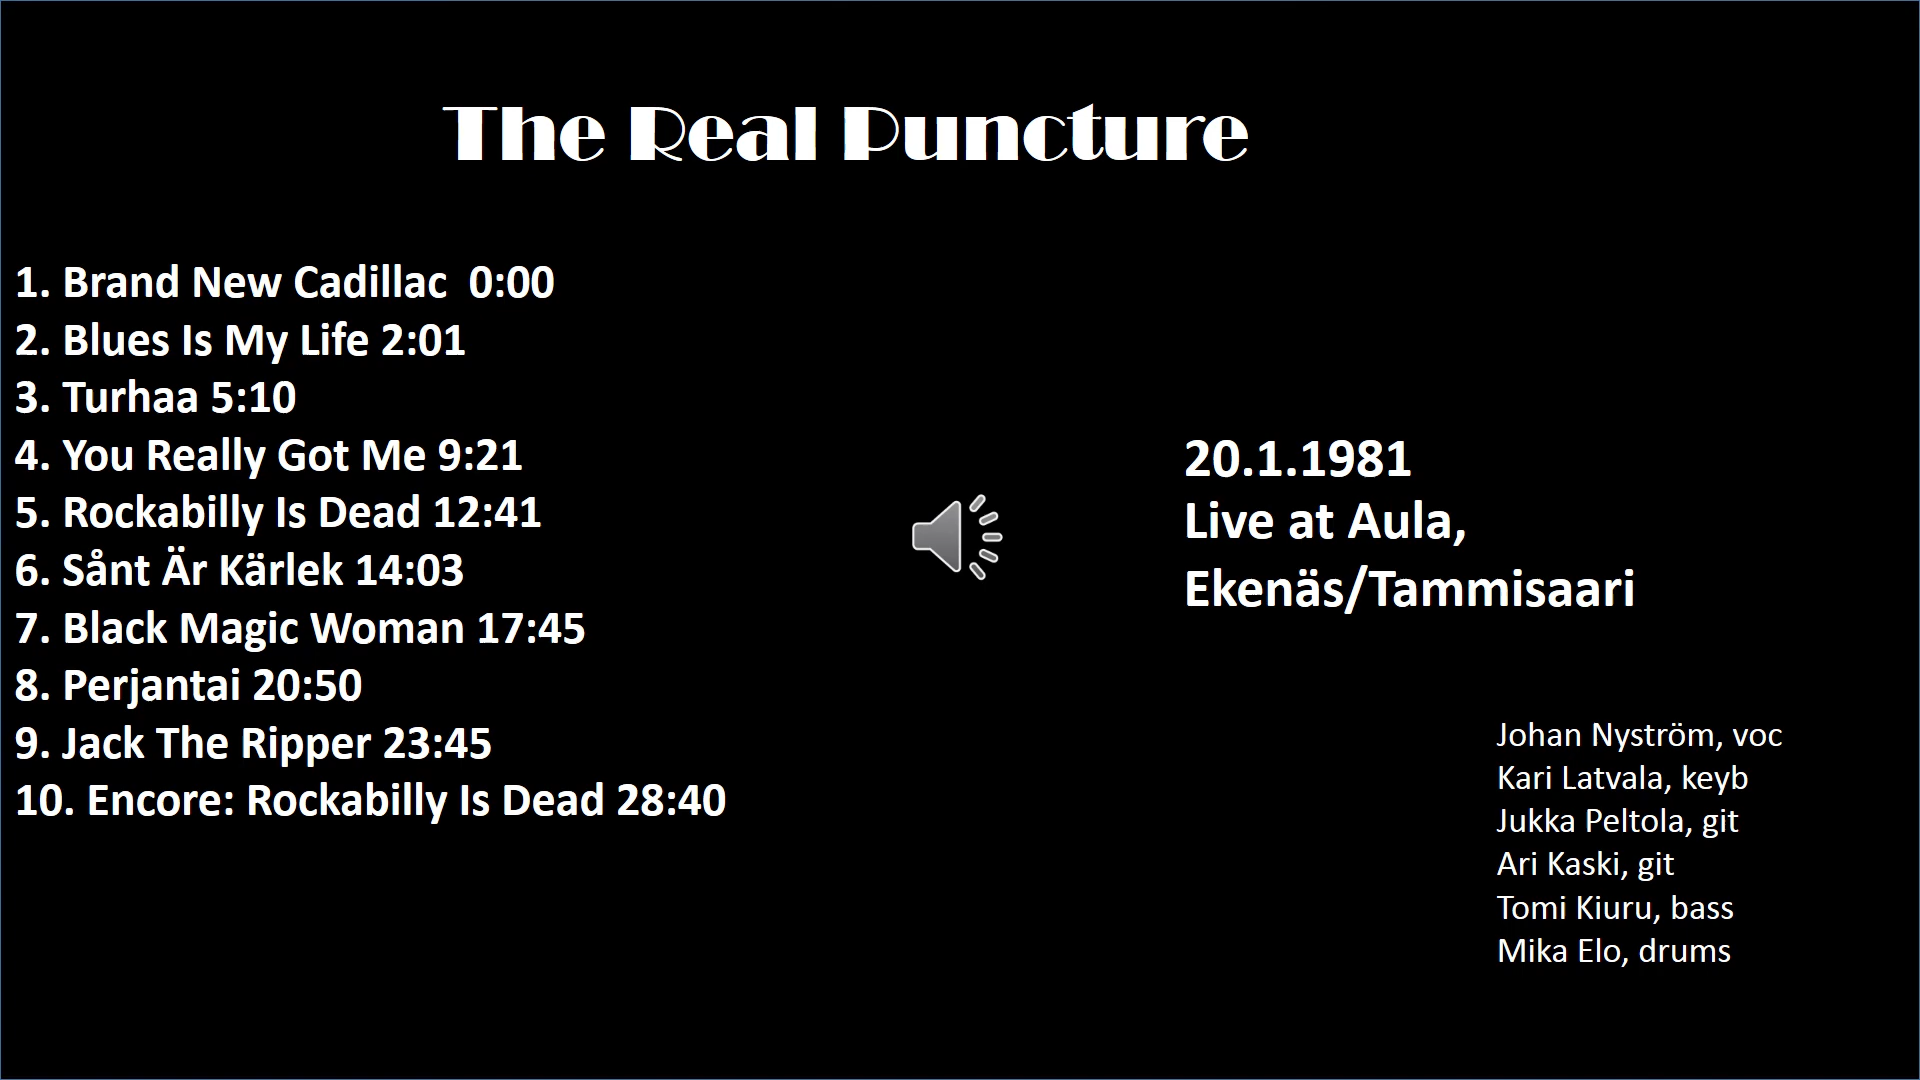 The Real Puncture
1. Brand New Cadillac  0:00
2. Blues Is My Life 2:01
3. Turhaa 5:10
4. You Really Got Me 9:21
5. Rockabilly Is Dead 12:41
6. Sånt Är Kärlek 14:03
7. Black Magic Woman 17:45
8. Perjantai 20:50
9. Jack The Ripper 23:45
10. Encore: Rockabilly Is Dead 28:40
20.1.1981
Live at Aula,
Ekenäs/Tammisaari
Johan Nyström, voc
Kari Latvala, keyb
Jukka Peltola, git
Ari Kaski, git
Tomi Kiuru, bass
Mika Elo, drums